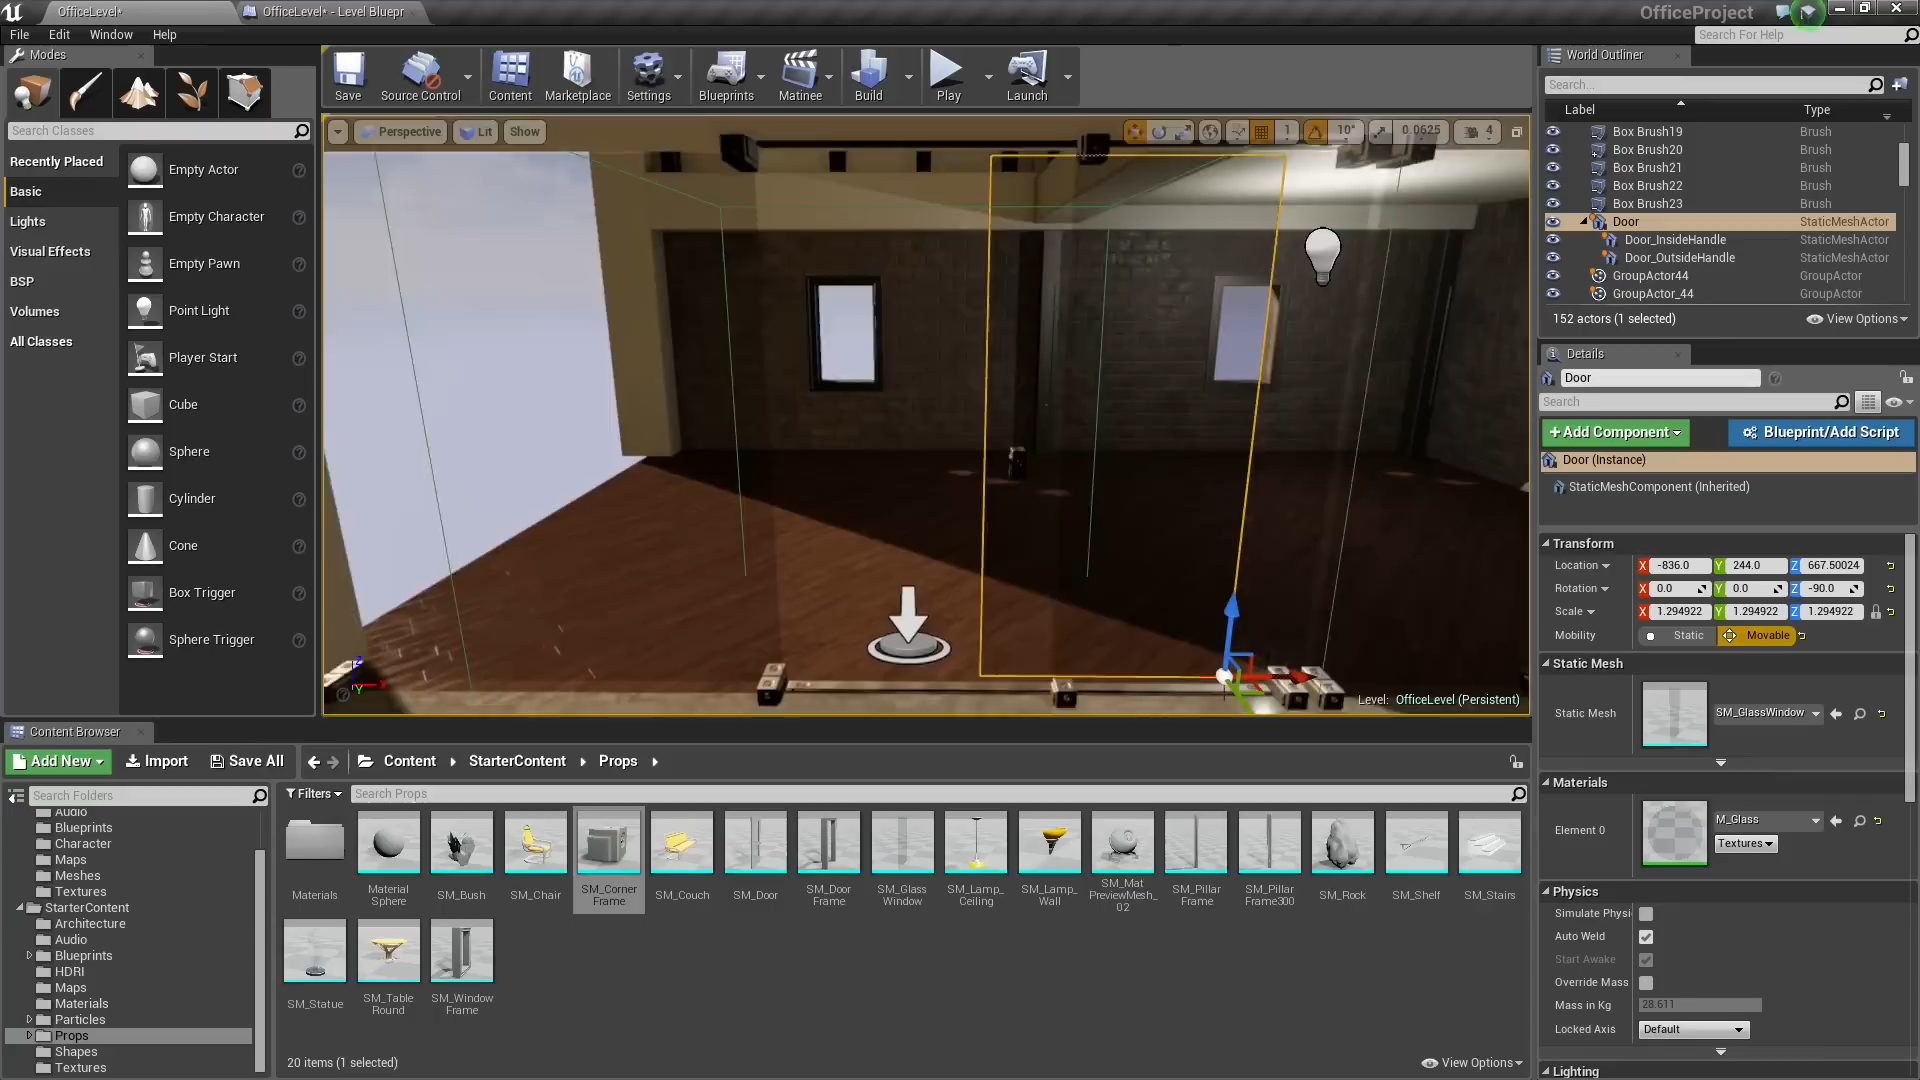 OfficeLevel*
OfficeLevel* - Level Bluepr
OfficeProject
File Edit Window Help
Search For Help
Modes
Search Classes
Recently Placed
Basic
Lights
Visual Effects
BSP
Volumes
All Classes
Empty Actor
Empty Character
Empty Pawn
Point Light
Player Start
Cube
Sphere
Cylinder
Cone
Box Trigger
Sphere Trigger
Save
Source Control
Content
Marketplace
Settings
Blueprints
Matinee
Build
Play
Launch
Perspective
Lit
Show
1
10°
0.0625
4
Z
X
Y
Level: OfficeLevel (Persistent)
World Outliner
Search...
Label Type
Box Brush19 Brush
Box Brush20 Brush
Box Brush21 Brush
Box Brush22 Brush
Box Brush23 Brush
Door StaticMeshActor
Door_InsideHandle StaticMeshActor
Door_OutsideHandle StaticMeshActor
GroupActor44 GroupActor
GroupActor_44 GroupActor
152 actors (1 selected)
View Options
Details
Door
Search
+Add Component
Blueprint/Add Script
Door (Instance)
StaticMeshComponent (Inherited)
Transform
Location X -836.0 Y 244.0 Z 667.50024
Rotation X 0.0 Y 0.0 Z -90.0
Scale X 1.294922 Y 1.294922 Z 1.294922
Mobility Static Movable
Static Mesh
Static Mesh SM_GlassWindow
Materials
Element 0 M_Glass
Textures
Physics
Simulate Physi
Auto Weld
Start Awake
Override Mass
Mass in Kg 28.611
Locked Axis Default
Lighting
Content Browser
Add New
Import
Save All
Content
StarterContent
Props
Search Folders
Filters
Search Props
Audio
Blueprints
Character
Maps
Meshes
Textures
StarterContent
Architecture
Audio
Blueprints
HDRI
Maps
Materials
Particles
Props
Shapes
Textures
Materials
Material
Sphere
SM_Bush
SM_Chair
SM_Corner
Frame
SM_Couch
SM_Door
SM_Door
Frame
SM_Glass
Window
SM_Lamp_
Ceiling
SM_Lamp_
Wall
SM_Mat
PreviewMesh_
02
SM_Pillar
Frame
SM_Pillar
Frame300
SM_Rock
SM_Shelf
SM_Stairs
SM_Statue
SM_Table
Round
SM_Window
Frame
20 items (1 selected)
View Options